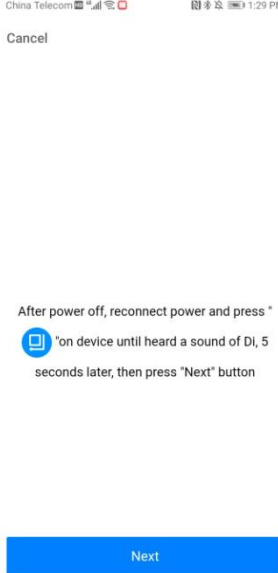 China Telecom HD 1:29 PM
Cancel
After power off, reconnect power and press "
"on device until heard a sound of Di, 5
seconds later, then press "Next" button
Next